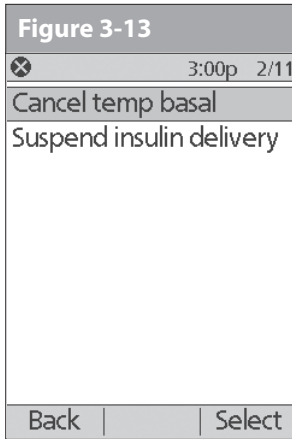 Figure 3-13
3:00p 2/11
Cancel temp basal
Suspend insulin delivery
Back Select